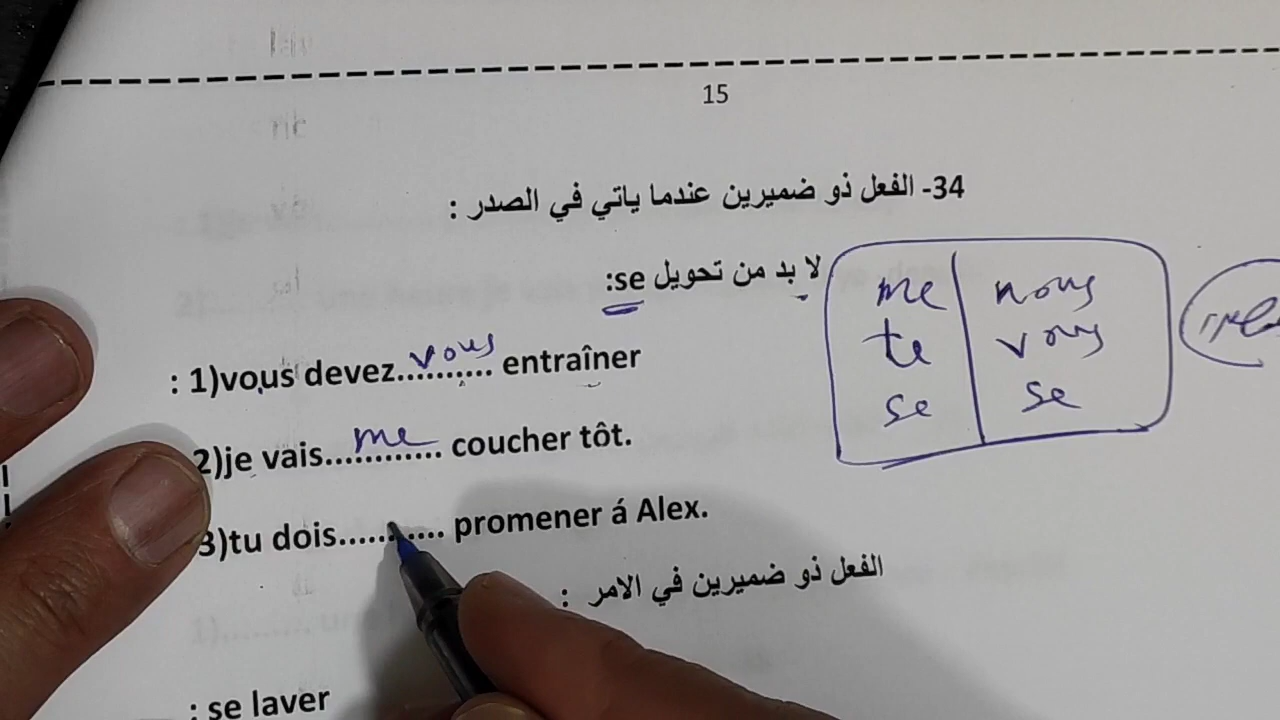 15
34- الفعل ذو ضميرين عندما ياتي في الصدر :
لا بد من تحويل se:
me nous
te vous
se se
: 1)vous devez.......... entraîner
vous
2)je vais............ coucher tôt.
me
3)tu dois.......... promener á Alex.
الفعل ذو ضميرين في الامر :
: se laver